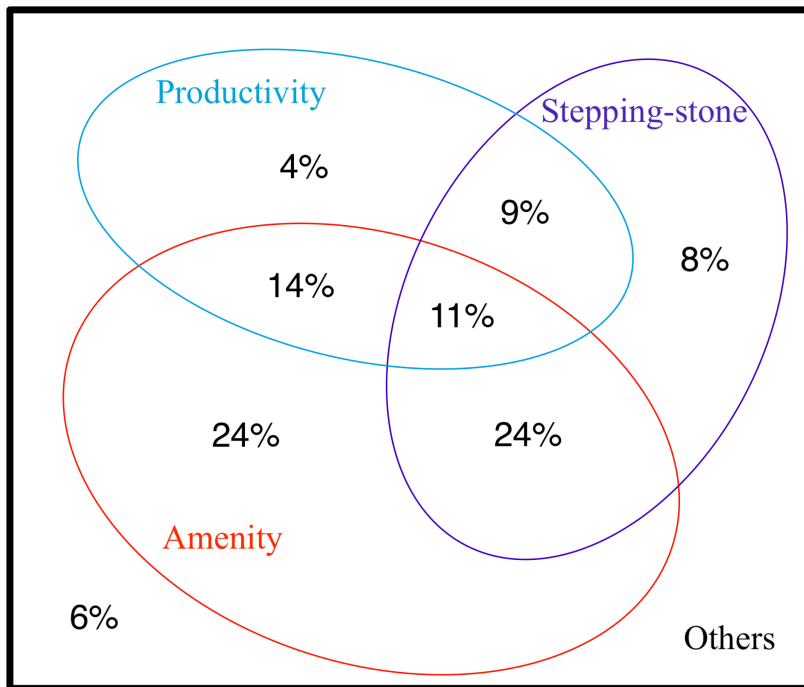 Productivity
Stepping-stone
4%
9%
8%
14%
11%
24%
24%
Amenity
6%
Others